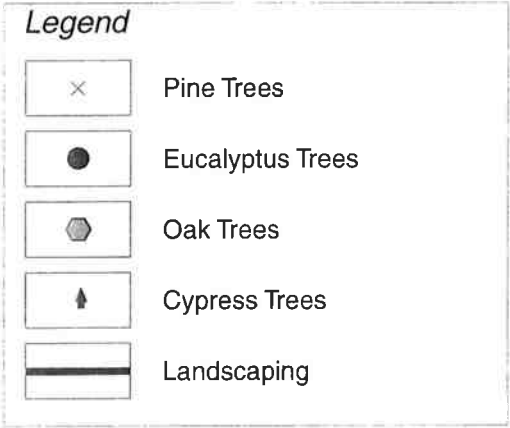 Legend
Pine Trees
Eucalyptus Trees
Oak Trees
Cypress Trees
Landscaping